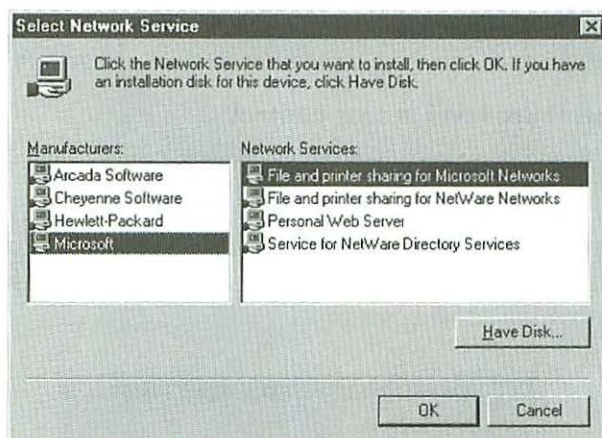 Select Network Service
Click the Network Service that you want to install, then click OK. If you have
an installation disk for this device, click Have Disk.
Manufacturers:
Arcada Software
Cheyenne Software
Hewlett-Packard
Microsoft
Network Services:
File and printer sharing for Microsoft Networks
File and printer sharing for NetWare Networks
Personal Web Server
Service for NetWare Directory Services
Have Disk...
OK
Cancel